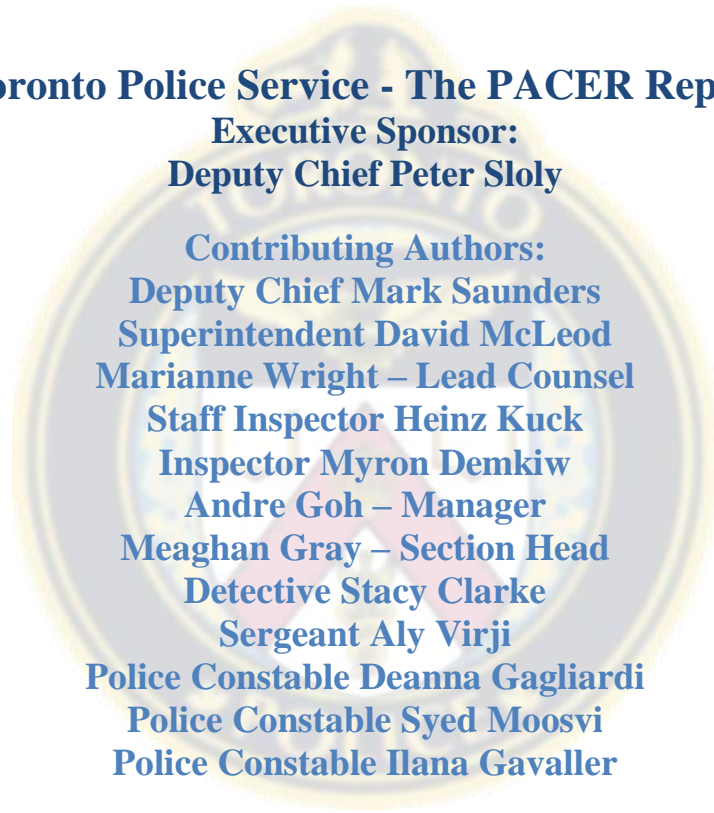 oronto Police Service - The PACER Rep
Executive Sponsor:
Deputy Chief Peter Sloly
Contributing Authors:
Deputy Chief Mark Saunders
Superintendent David McLeod
Marianne Wright – Lead Counsel
Staff Inspector Heinz Kuck
Inspector Myron Demkiw
Andre Goh – Manager
Meaghan Gray – Section Head
Detective Stacy Clarke
Sergeant Aly Virji
Police Constable Deanna Gagliardi
Police Constable Syed Moosvi
Police Constable Ilana Gavaller
TORONTO
POLICE